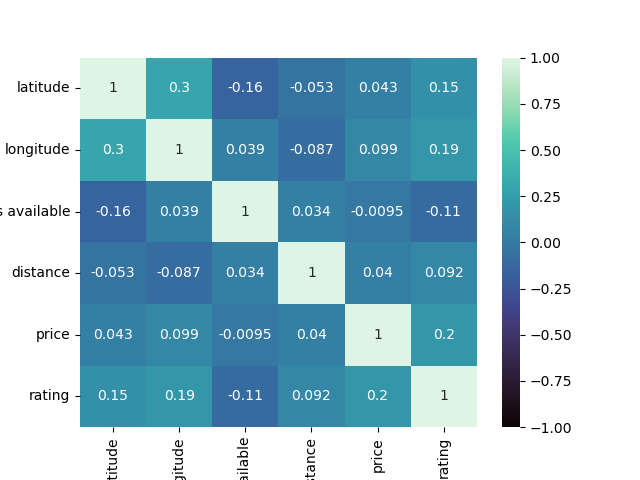 latitude 1 0.3 -0.16 -0.053 0.043 0.15
longitude 0.3 1 0.039 -0.087 0.099 0.19
s available -0.16 0.039 1 0.034 -0.0095 -0.11
distance -0.053 -0.087 0.034 1 0.04 0.092
price 0.043 0.099 -0.0095 0.04 1 0.2
rating 0.15 0.19 -0.11 0.092 0.2 1
titude
gitude
ailable
stance
price
rating
1.00
0.75
0.50
0.25
0.00
−0.25
−0.50
−0.75
−1.00